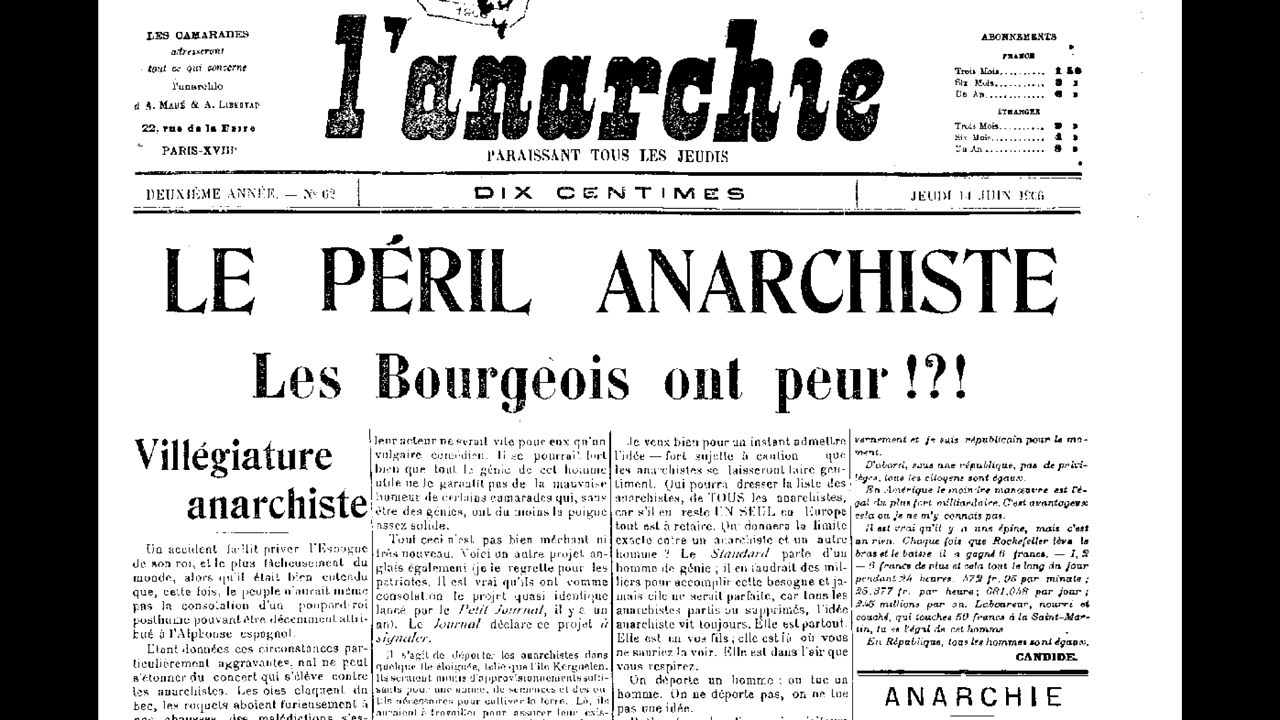 LES CAMARADES
adresseront
tout ce qui concerne
l'anarchie
à A. MAHÉ & A. LIBERTAD
22, rue de la Barre
PARIS-XVIII
l'anarchie
PARAISSANT TOUS LES JEUDIS
ABONNEMENTS
FRANCE
Trois Mois
Six Mois
Un An
ÉTRANGER
Trois Mois
Six Mois
Un An
DEUXIÈME ANNÉE. — N° 62
DIX CENTIMES
JEUDI 14 JUIN 1906
LE PÉRIL ANARCHISTE
Les Bourgeois ont peur !?!
Villégiature
anarchiste
Un accident faillit priver l'Espagne
de son roi, et le plus fâcheusement du
monde, alors qu'il était bien entendu
que, cette fois, le peuple n'aurait même
pas la consolation d'un poupard-roi
posthume pouvant être décemment attri-
bué à l'Alphonse espagnol.
Étant données ces circonstances par-
ticulièrement aggravantes, nul ne peut
s'étonner du concert qui s'élève contre
les anarchistes. Les oies claquent du
bec, les roquets aboient furieusement à
nos chausses, des malédictions s'es-
leur acteur ne serait vite pour eux qu'un
vulgaire comédien. Il se pourrait fort
bien que tout le génie de cet homme
utile ne le garantît pas de la mauvaise
humeur de certains camarades qui, sans
être des génies, ont du moins la poigne
assez solide.
Tout ceci n'est pas bien méchant ni
très nouveau. Voici un autre projet an-
glais également (je le regrette pour les
patriotes. Il est vrai qu'ils ont comme
consolation le projet quasi identique
lancé par le Petit Journal, il y a un
an). Le Journal déclare ce projet à
signaler.
Il s'agit de déporter les anarchistes dans
quelque île éloignée, telle que l'île Kerguelen.
Ils seraient munis d'approvisionnements suffi-
sants pour une année, de semences et des ou-
tils nécessaires pour cultiver la terre. Là, ils
auraient à travailler pour assurer leur exis-
Je veux bien pour un instant admettre
l'idée — fort sujette à caution que
les anarchistes se laisseront faire gen-
timent. Qui pourra dresser la liste des
anarchistes, de TOUS les anarchistes,
car s'il en reste UN SEUL en Europe
tout est à refaire. On donnera la limite
exacte entre un anarchiste et un autre
homme ? Le Standard parle d'un
homme de génie ; il en faudrait des mil-
liers pour accomplir cette besogne et ja-
mais elle ne serait parfaite, car tous les
anarchistes partis ou supprimés, l'idée
anarchiste vit toujours. Elle est partout.
Elle est en vos fils ; elle est là où vous
ne sauriez la voir. Elle est dans l'air que
vous respirez.
On déporte un homme ; on tue un
homme. On ne déporte pas, on ne tue
pas une idée.
vernement et je suis républicain pour le mo-
ment.
D'abord, sous une république, pas de privi-
lèges, tous les citoyens sont égaux.
En Amérique le moindre manœuvre est l'é-
gal du plus fort milliardaire. C'est avantageux
cela ou je ne m'y connais pas.
Il est vrai qu'il y a une épine, mais c'est
un rien. Chaque fois que Rockefeller lève le
bras et le baisse il a gagné 6 francs. — 1, 2
— 6 francs de plus et cela tout le long du jour
pendant 24 heures. 572 fr. 95 par minute ;
25.377 fr. par heure ; 681.048 par jour ;
245 millions par an. Laboureur, nourri et
couché, qui touches 50 francs à la Saint-Mar-
tin, tu es l'égal de cet homme
En République, tous les hommes sont égaux.
CANDIDE.
ANARCHIE